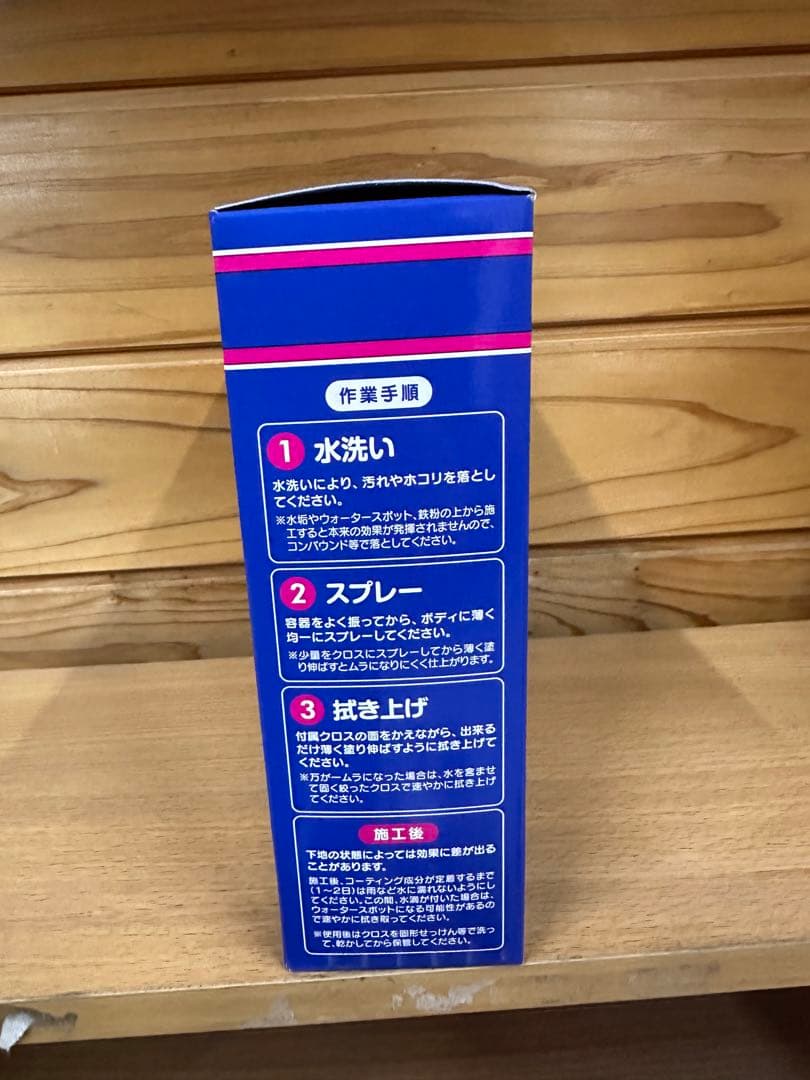 作業手順
1 水洗い
水洗いにより、汚れやホコリを落とし
てください。
※水垢やウォータースポット、鉄粉の上から施
工すると本来の効果が発揮されませんので、
コンパウンド等で落としてください。
2 スプレー
容器をよく振ってから、ボディに薄く
均一にスプレーしてください。
※少量をクロスにスプレーしてから薄く塗
り伸ばすとムラになりにくく仕上がります。
3 拭き上げ
付属クロスの面をかえながら、出来る
だけ薄く塗り伸ばすように拭き上げて
ください。
※万が一ムラになった場合は、水を含ませ
て固く絞ったクロスで速やかに拭き上げ
てください。
施工後
下地の状態によっては効果に差が出る
ことがあります。
施工後、コーティング成分が定着するまで
(1〜2日)は雨など水に濡れないようにし
てください。この間、水滴が付いた場合は、
ウォータースポットになる可能性があるの
で速やかに拭き取ってください。
※使用後はクロスを固形せっけん等で洗っ
て、乾かしてから保管してください。